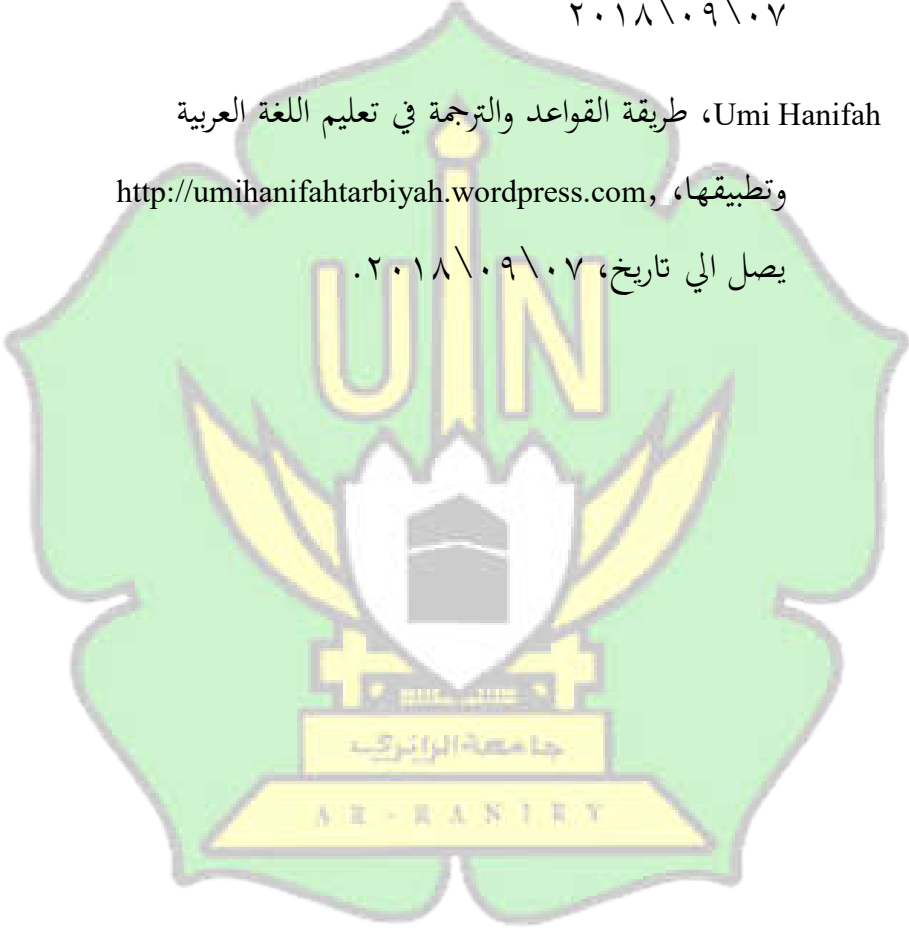 ٢٠١٨\٠٩\٠٧
Umi Hanifah، طريقة القواعد والترجمة في تعليم اللغة العربية
وتطبيقها، ,http://umihanifahtarbiyah.wordpress.com
يصل الي تاريخ، ٢٠١٨\٠٩\٠٧.
UIN
جامعة الرانري
AR-RANIRY